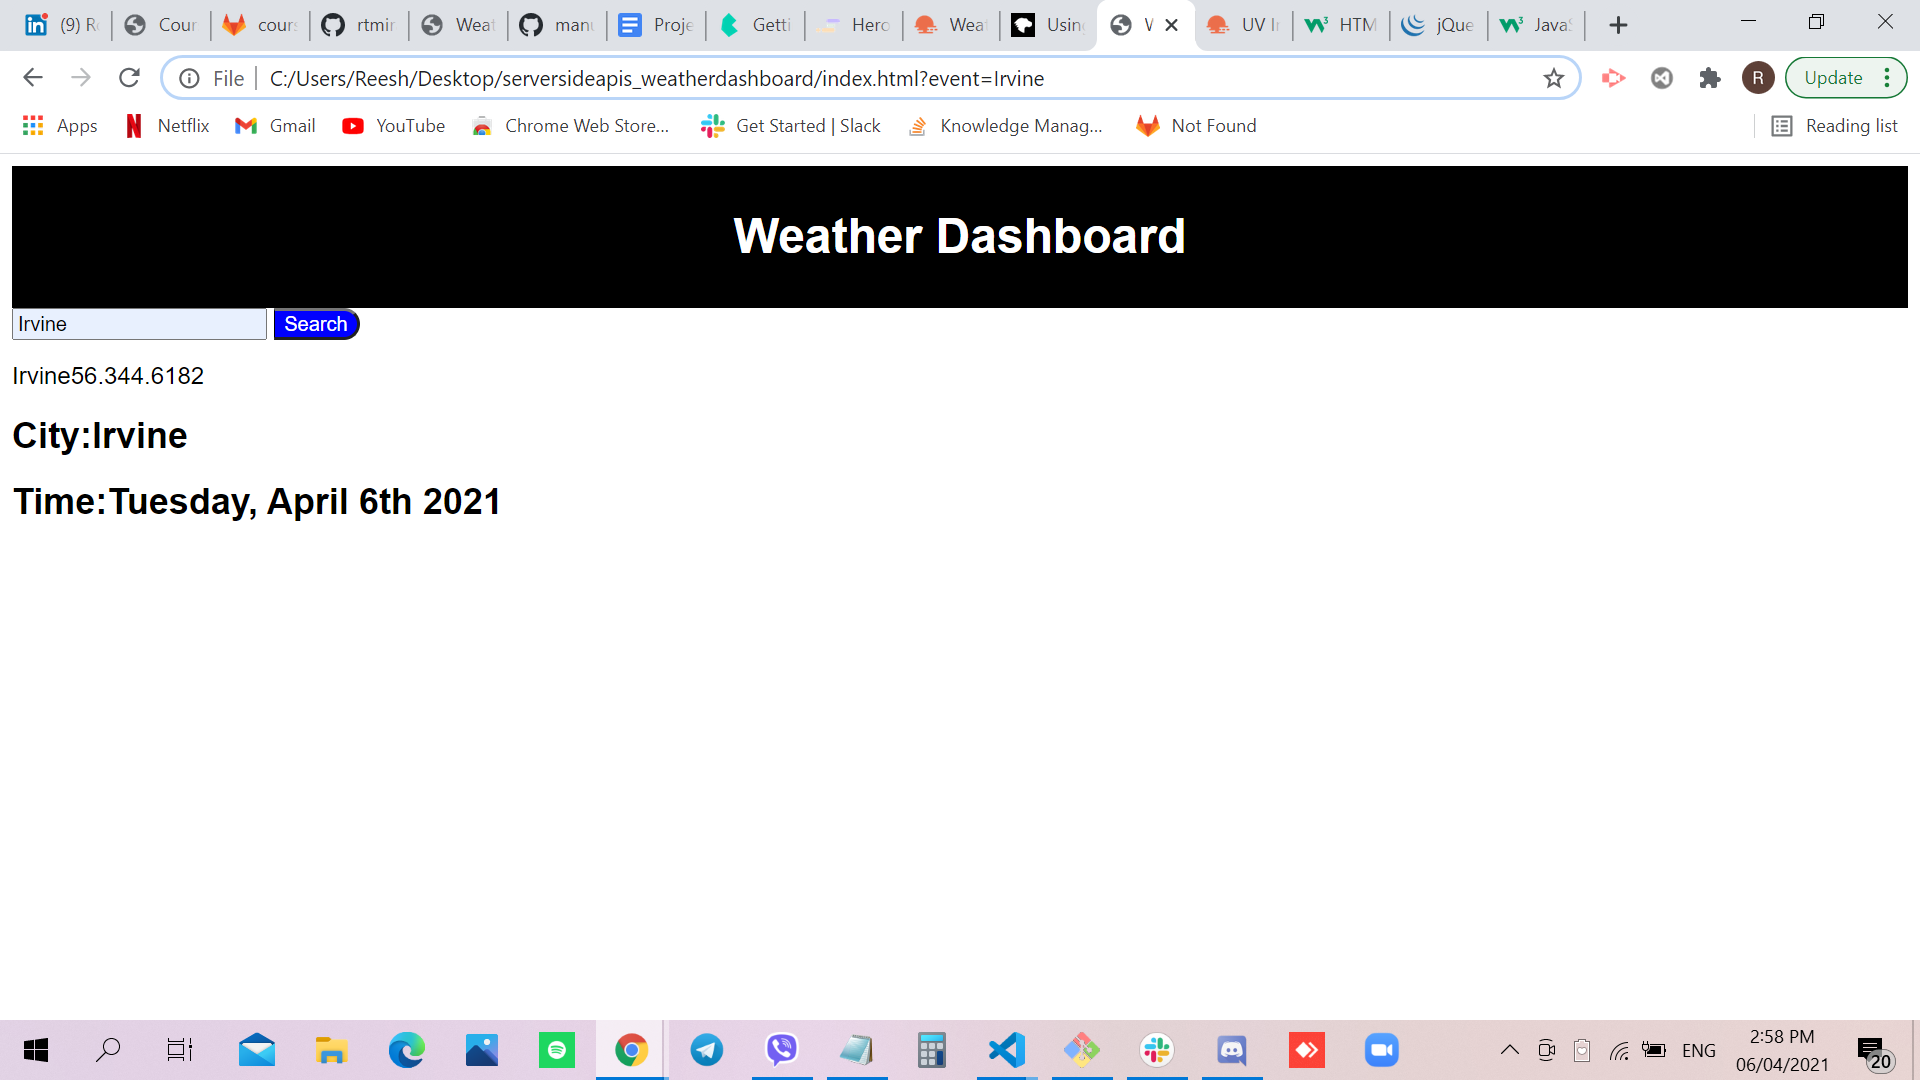 (9) R Cour cours rtmir Weat manu Proje Getti Hero Weat Using W UV In HTM jQue JavaS
File C:/Users/Reesh/Desktop/serversideapis_weatherdashboard/index.html?event=Irvine R Update
Apps Netflix Gmail YouTube Chrome Web Store... Get Started | Slack Knowledge Manag... Not Found Reading list
Weather Dashboard
Irvine Search
Irvine56.344.6182
City:Irvine
Time:Tuesday, April 6th 2021
2:58 PM
ENG
06/04/2021
20